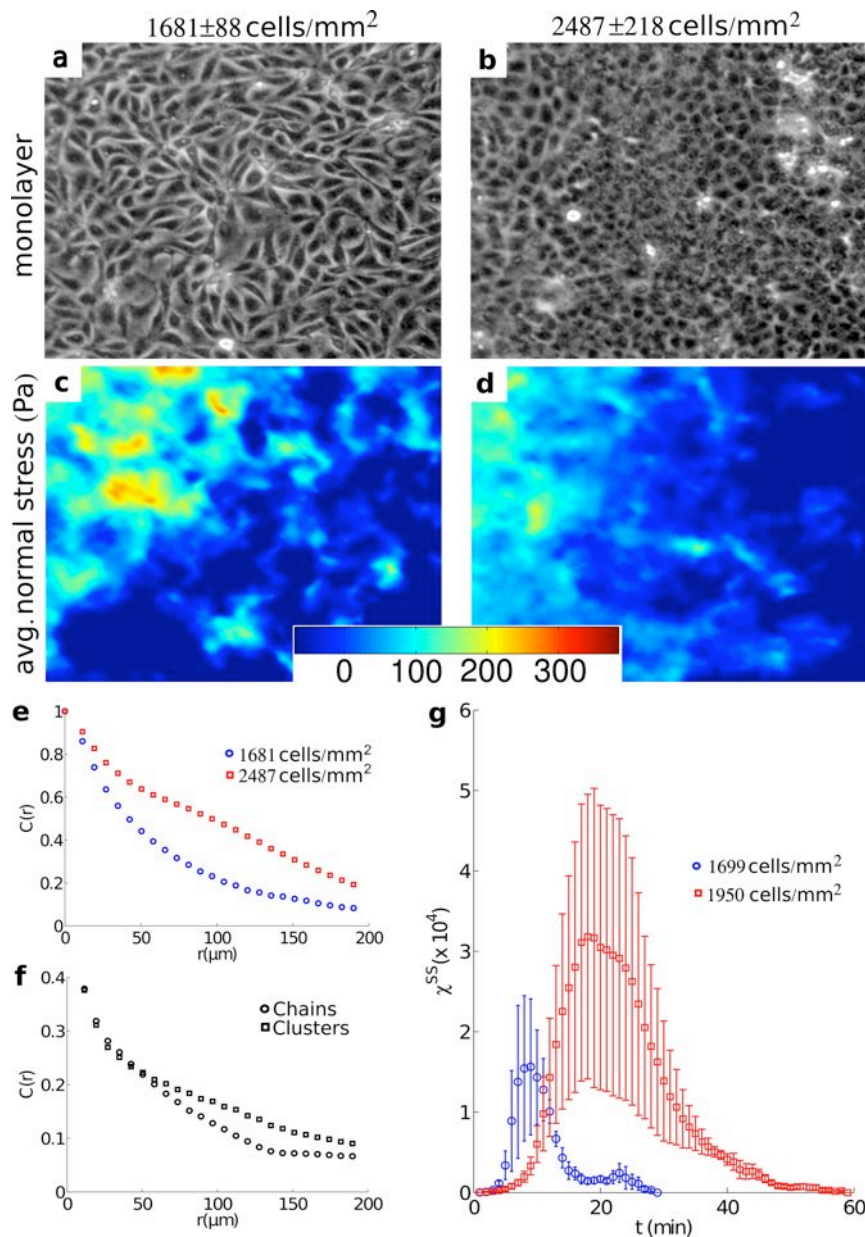 1681±88 cells/mm²
2487±218 cells/mm²
a
b
monolayer
c
d
avg. normal stress (Pa)
0 100 200 300
e
1
0.8
0.6
0.4
0.2
0
C(r)
1681 cells/mm²
2487 cells/mm²
0 50 100 150 200
r(μm)
f
0.4
0.3
0.2
0.1
0
C(r)
Chains
Clusters
0 50 100 150 200
r(μm)
g
6
5
4
3
2
1
0
χ^SS(x 10⁴)
1699 cells/mm²
1950 cells/mm²
0 20 40 60
t (min)